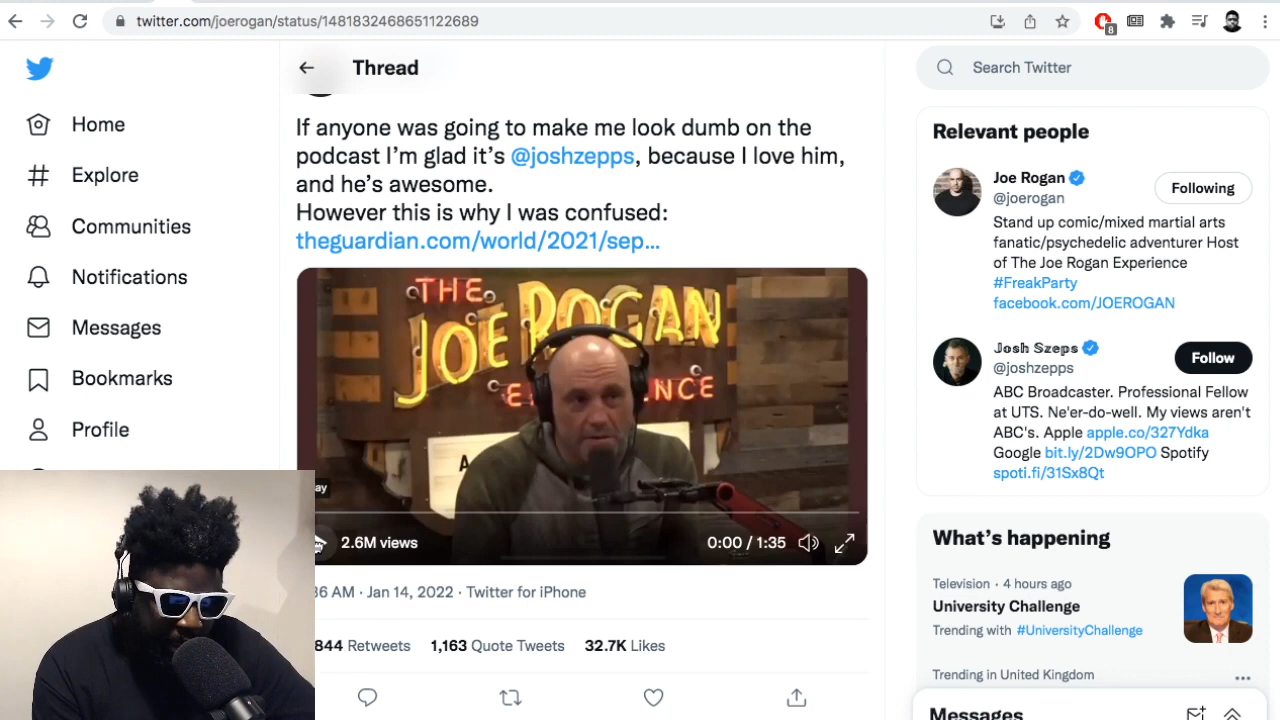 twitter.com/joerogan/status/1481832468651122689
8
Thread
Search Twitter
Home
Explore
Communities
Notifications
Messages
Bookmarks
Profile
If anyone was going to make me look dumb on the
podcast I'm glad it's @joshzepps, because I love him,
and he's awesome.
However this is why I was confused:
theguardian.com/world/2021/sep...
THE
JOE ROGAN
2.6M views
0:00 / 1:35
36 AM · Jan 14, 2022 · Twitter for iPhone
844 Retweets 1,163 Quote Tweets 32.7K Likes
Relevant people
Joe Rogan
@joerogan
Following
Stand up comic/mixed martial arts
fanatic/psychedelic adventurer Host
of The Joe Rogan Experience
#FreakParty
facebook.com/JOEROGAN
Josh Szeps
@joshzepps
Follow
ABC Broadcaster. Professional Fellow
at UTS. Ne'er-do-well. My views aren't
ABC's. Apple apple.co/327Ydka
Google bit.ly/2Dw9OPO Spotify
spoti.fi/31Sx8Qt
What's happening
Television · 4 hours ago
University Challenge
Trending with #UniversityChallenge
Trending in United Kingdom
Messages